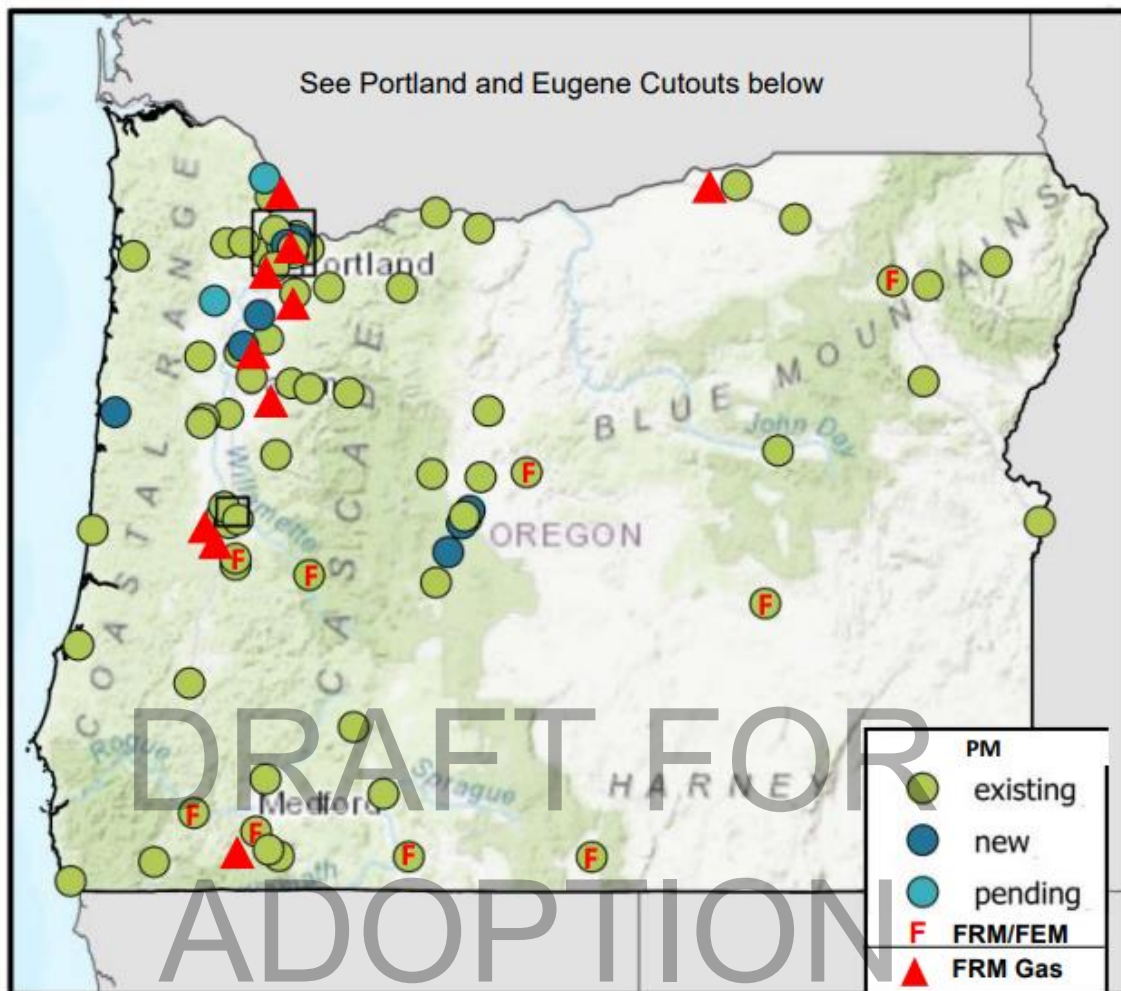 See Portland and Eugene Cutouts below
COASTAL RANGE
CASCADE
Portland
BLUE MOUNTAINS
John Day
Willamette
OREGON
F
F
F
F
F
F
F
F
F
DRAFT FOR
Rogue
Sprague
HARNEY
Medford
ADOPTION
PM
existing
new
pending
F FRM/FEM
FRM Gas